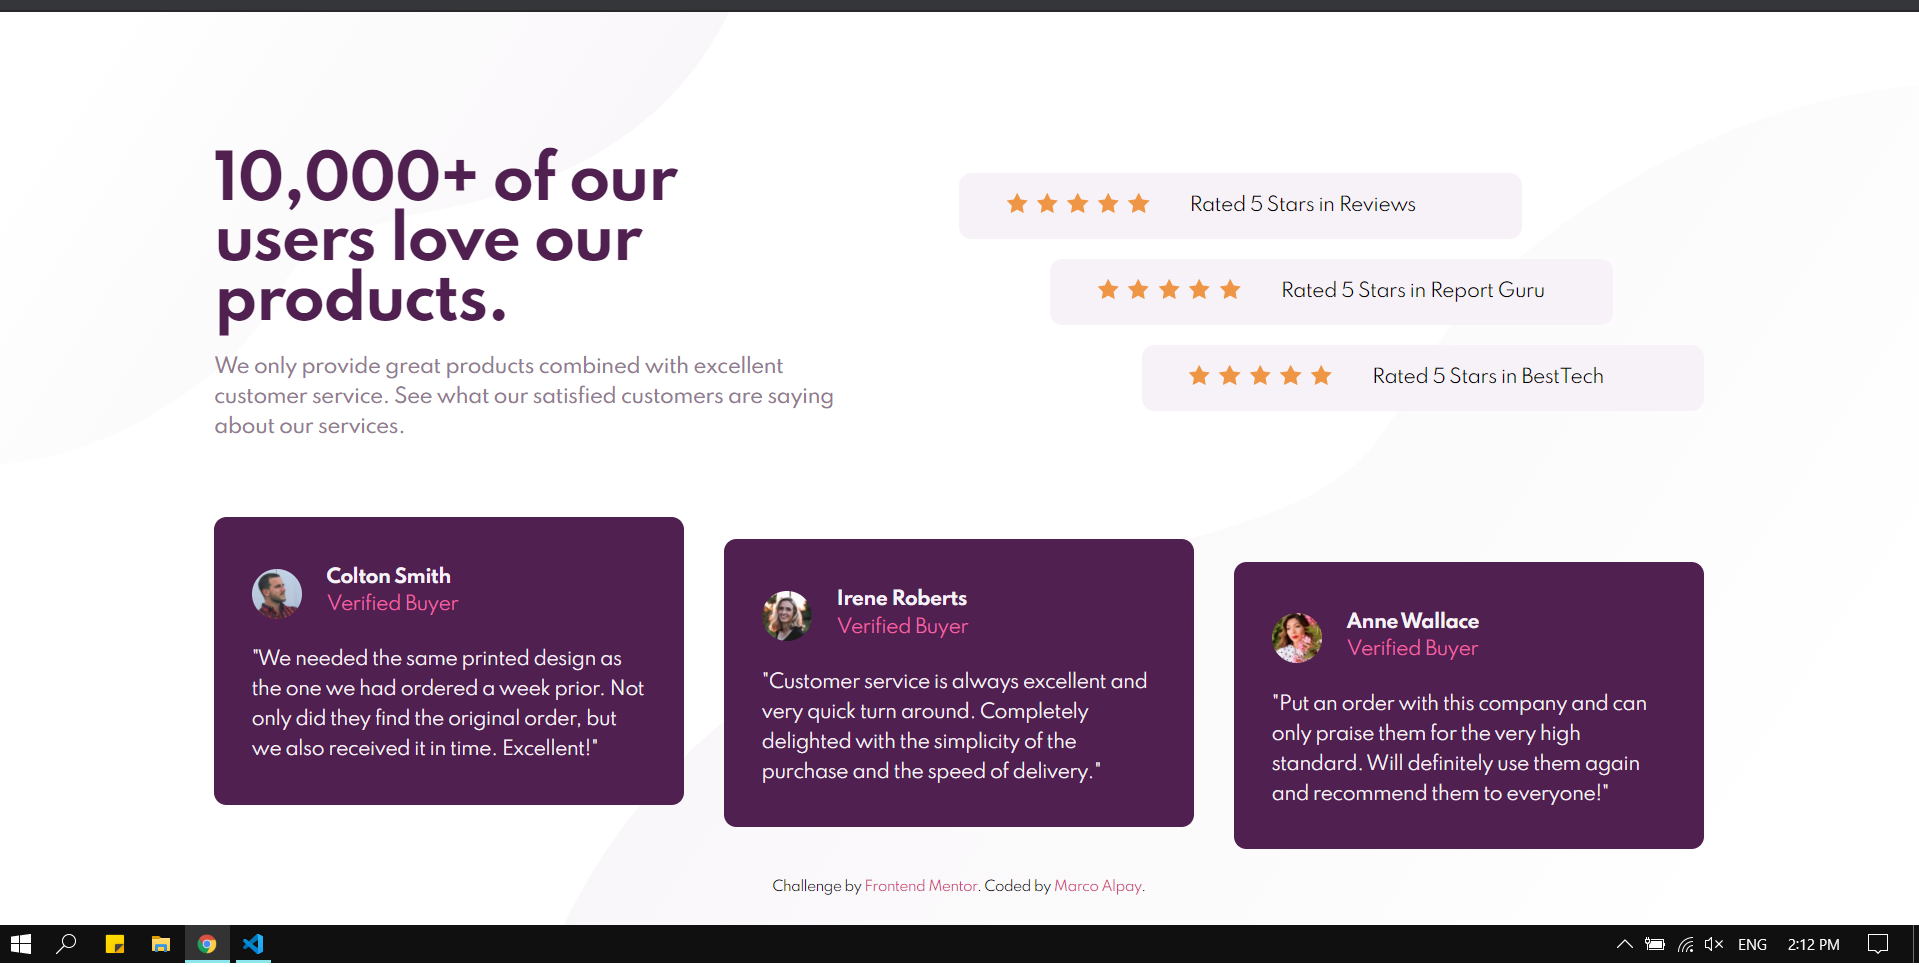 10,000+ of our
users love our
products.
We only provide great products combined with excellent
customer service. See what our satisfied customers are saying
about our services.
Rated 5 Stars in Reviews
Rated 5 Stars in Report Guru
Rated 5 Stars in BestTech
Colton Smith
Verified Buyer
"We needed the same printed design as
the one we had ordered a week prior. Not
only did they find the original order, but
we also received it in time. Excellent!"
Irene Roberts
Verified Buyer
"Customer service is always excellent and
very quick turn around. Completely
delighted with the simplicity of the
purchase and the speed of delivery."
Anne Wallace
Verified Buyer
"Put an order with this company and can
only praise them for the very high
standard. Will definitely use them again
and recommend them to everyone!"
Challenge by Frontend Mentor. Coded by Marco Alpay.
ENG 2:12 PM